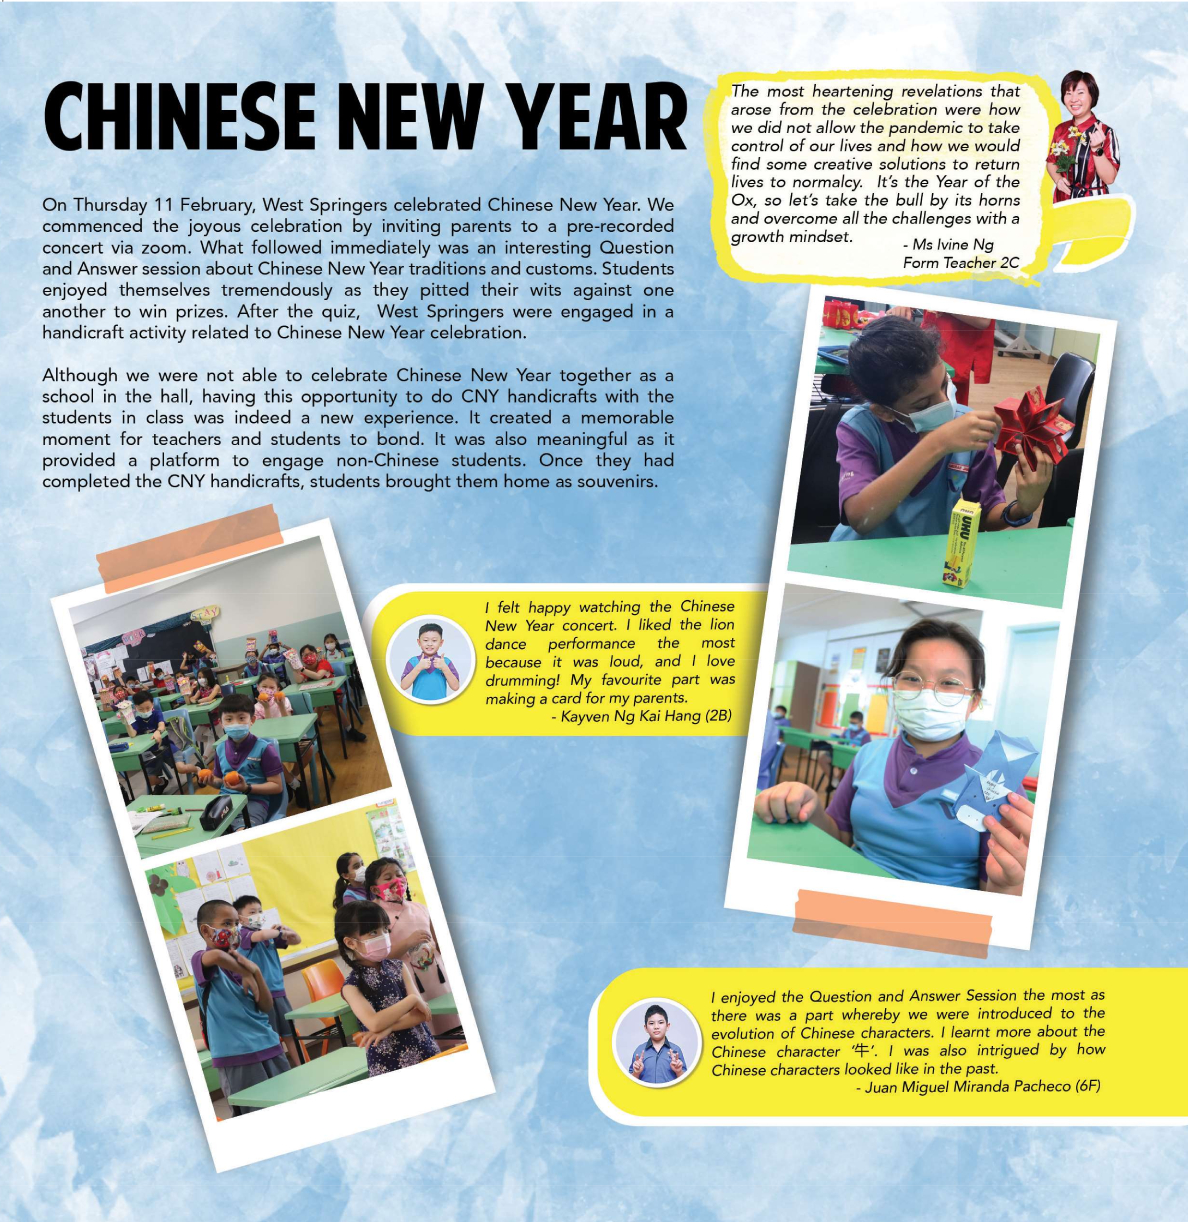 CHINESE NEW YEAR
On Thursday 11 February, West Springers celebrated Chinese New Year. We
commenced the joyous celebration by inviting parents to a pre-recorded
concert via zoom. What followed immediately was an interesting Question
and Answer session about Chinese New Year traditions and customs. Students
enjoyed themselves tremendously as they pitted their wits against one
another to win prizes. After the quiz, West Springers were engaged in a
handicraft activity related to Chinese New Year celebration.
Although we were not able to celebrate Chinese New Year together as a
school in the hall, having this opportunity to do CNY handicrafts with the
students in class was indeed a new experience. It created a memorable
moment for teachers and students to bond. It was also meaningful as it
provided a platform to engage non-Chinese students. Once they had
completed the CNY handicrafts, students brought them home as souvenirs.
The most heartening revelations that
arose from the celebration were how
we did not allow the pandemic to take
control of our lives and how we would
find some creative solutions to return
lives to normalcy. It's the Year of the
Ox, so let's take the bull by its horns
and overcome all the challenges with a
growth mindset.
- Ms Ivine Ng
Form Teacher 2C
UHU
I felt happy watching the Chinese
New Year concert. I liked the lion
dance performance the most
because it was loud, and I love
drumming! My favourite part was
making a card for my parents.
- Kayven Ng Kai Hang (2B)
I enjoyed the Question and Answer Session the most as
there was a part whereby we were introduced to the
evolution of Chinese characters. I learnt more about the
Chinese character '牛'. I was also intrigued by how
Chinese characters looked like in the past.
- Juan Miguel Miranda Pacheco (6F)